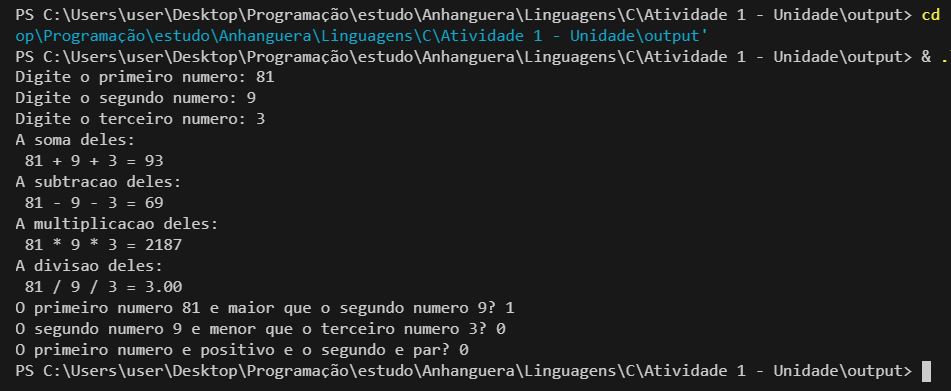 PS C:\Users\user\Desktop\Programação\estudo\Anhanguera\Linguagens\C\Atividade 1 - Unidade\output> cd
op\Programação\estudo\Anhanguera\Linguagens\C\Atividade 1 - Unidade\output'
PS C:\Users\user\Desktop\Programação\estudo\Anhanguera\Linguagens\C\Atividade 1 - Unidade\output> & .
Digite o primeiro numero: 81
Digite o segundo numero: 9
Digite o terceiro numero: 3
A soma deles:
81 + 9 + 3 = 93
A subtracao deles:
81 - 9 - 3 = 69
A multiplicacao deles:
81 * 9 * 3 = 2187
A divisao deles:
81 / 9 / 3 = 3.00
O primeiro numero 81 e maior que o segundo numero 9? 1
O segundo numero 9 e menor que o terceiro numero 3? 0
O primeiro numero e positivo e o segundo e par? 0
PS C:\Users\user\Desktop\Programação\estudo\Anhanguera\Linguagens\C\Atividade 1 - Unidade\output>